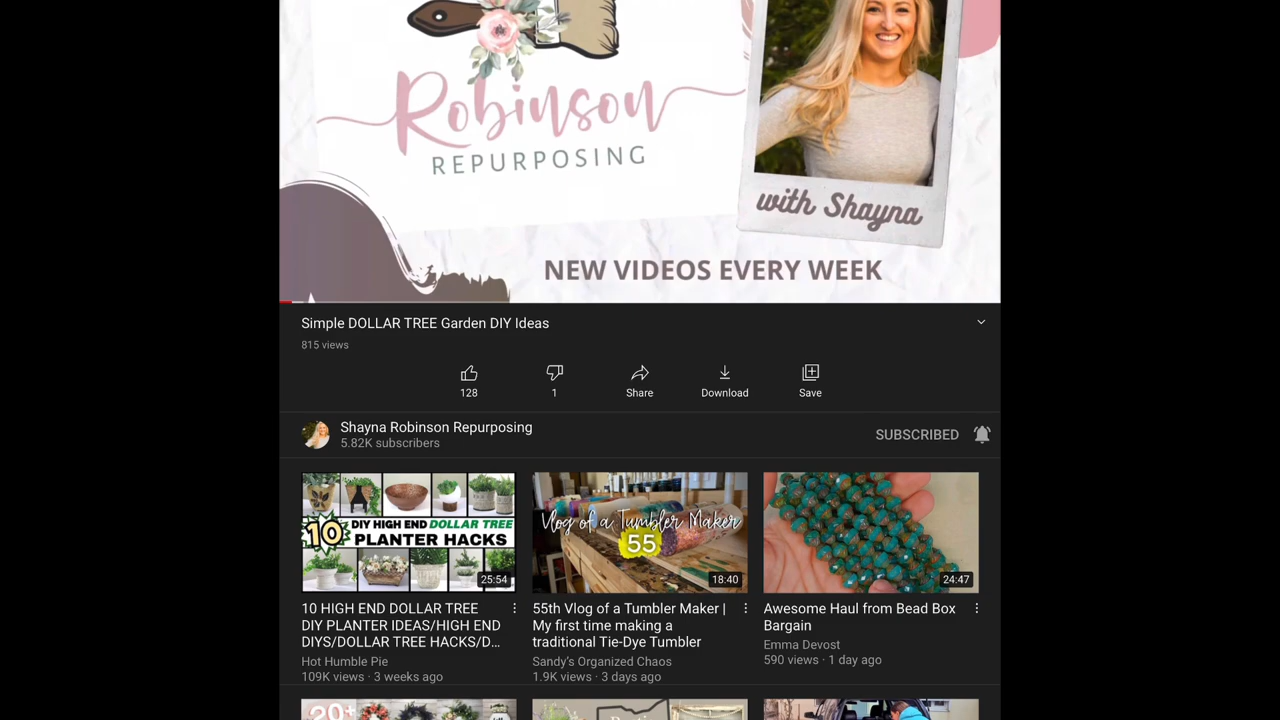 Robinson
REPURPOSING
with Shayna
NEW VIDEOS EVERY WEEK
Simple DOLLAR TREE Garden DIY Ideas
815 views
128
1
Share
Download
Save
Shayna Robinson Repurposing
5.82K subscribers
SUBSCRIBED
10 DIY HIGH END DOLLAR TREE
PLANTER HACKS
25:54
Vlog of a Tumbler Maker
55
18:40
24:47
10 HIGH END DOLLAR TREE
DIY PLANTER IDEAS/HIGH END
DIYS/DOLLAR TREE HACKS/D...
Hot Humble Pie
109K views · 3 weeks ago
55th Vlog of a Tumbler Maker |
My first time making a
traditional Tie-Dye Tumbler
Sandy's Organized Chaos
1.9K views · 3 days ago
Awesome Haul from Bead Box
Bargain
Emma Devost
590 views · 1 day ago
20+